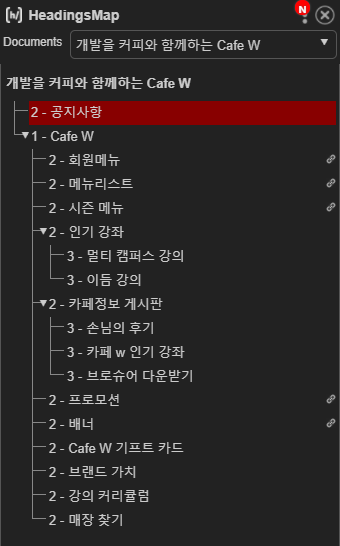 HeadingsMap
N
Documents
개발을 커피와 함께하는 Cafe W
개발을 커피와 함께하는 Cafe W
2 - 공지사항
1 - Cafe W
2 - 회원메뉴
2 - 메뉴리스트
2 - 시즌 메뉴
2 - 인기 강좌
3 - 멀티 캠퍼스 강의
3 - 이듬 강의
2 - 카페정보 게시판
3 - 손님의 후기
3 - 카페 w 인기 강좌
3 - 브로슈어 다운받기
2 - 프로모션
2 - 배너
2 - Cafe W 기프트 카드
2 - 브랜드 가치
2 - 강의 커리큘럼
2 - 매장 찾기